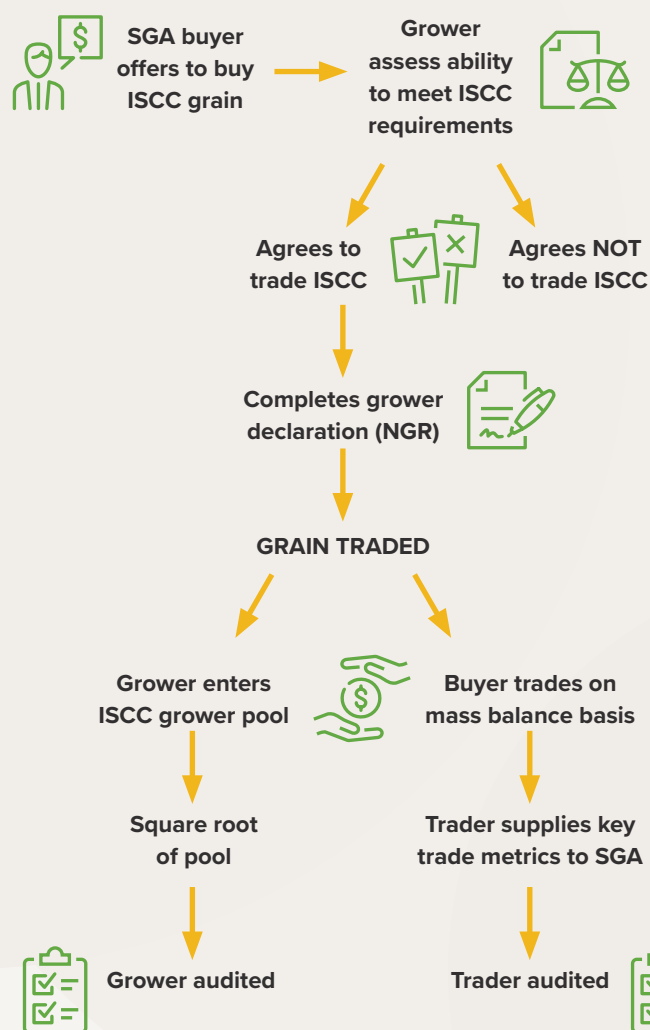 SGA buyer
offers to buy
ISCC grain
Grower
assess ability
to meet ISCC
requirements
Agrees to
trade ISCC
Agrees NOT
to trade ISCC
Completes grower
declaration (NGR)
GRAIN TRADED
Grower enters
ISCC grower pool
Buyer trades on
mass balance basis
Square root
of pool
Trader supplies key
trade metrics to SGA
Grower audited
Trader audited